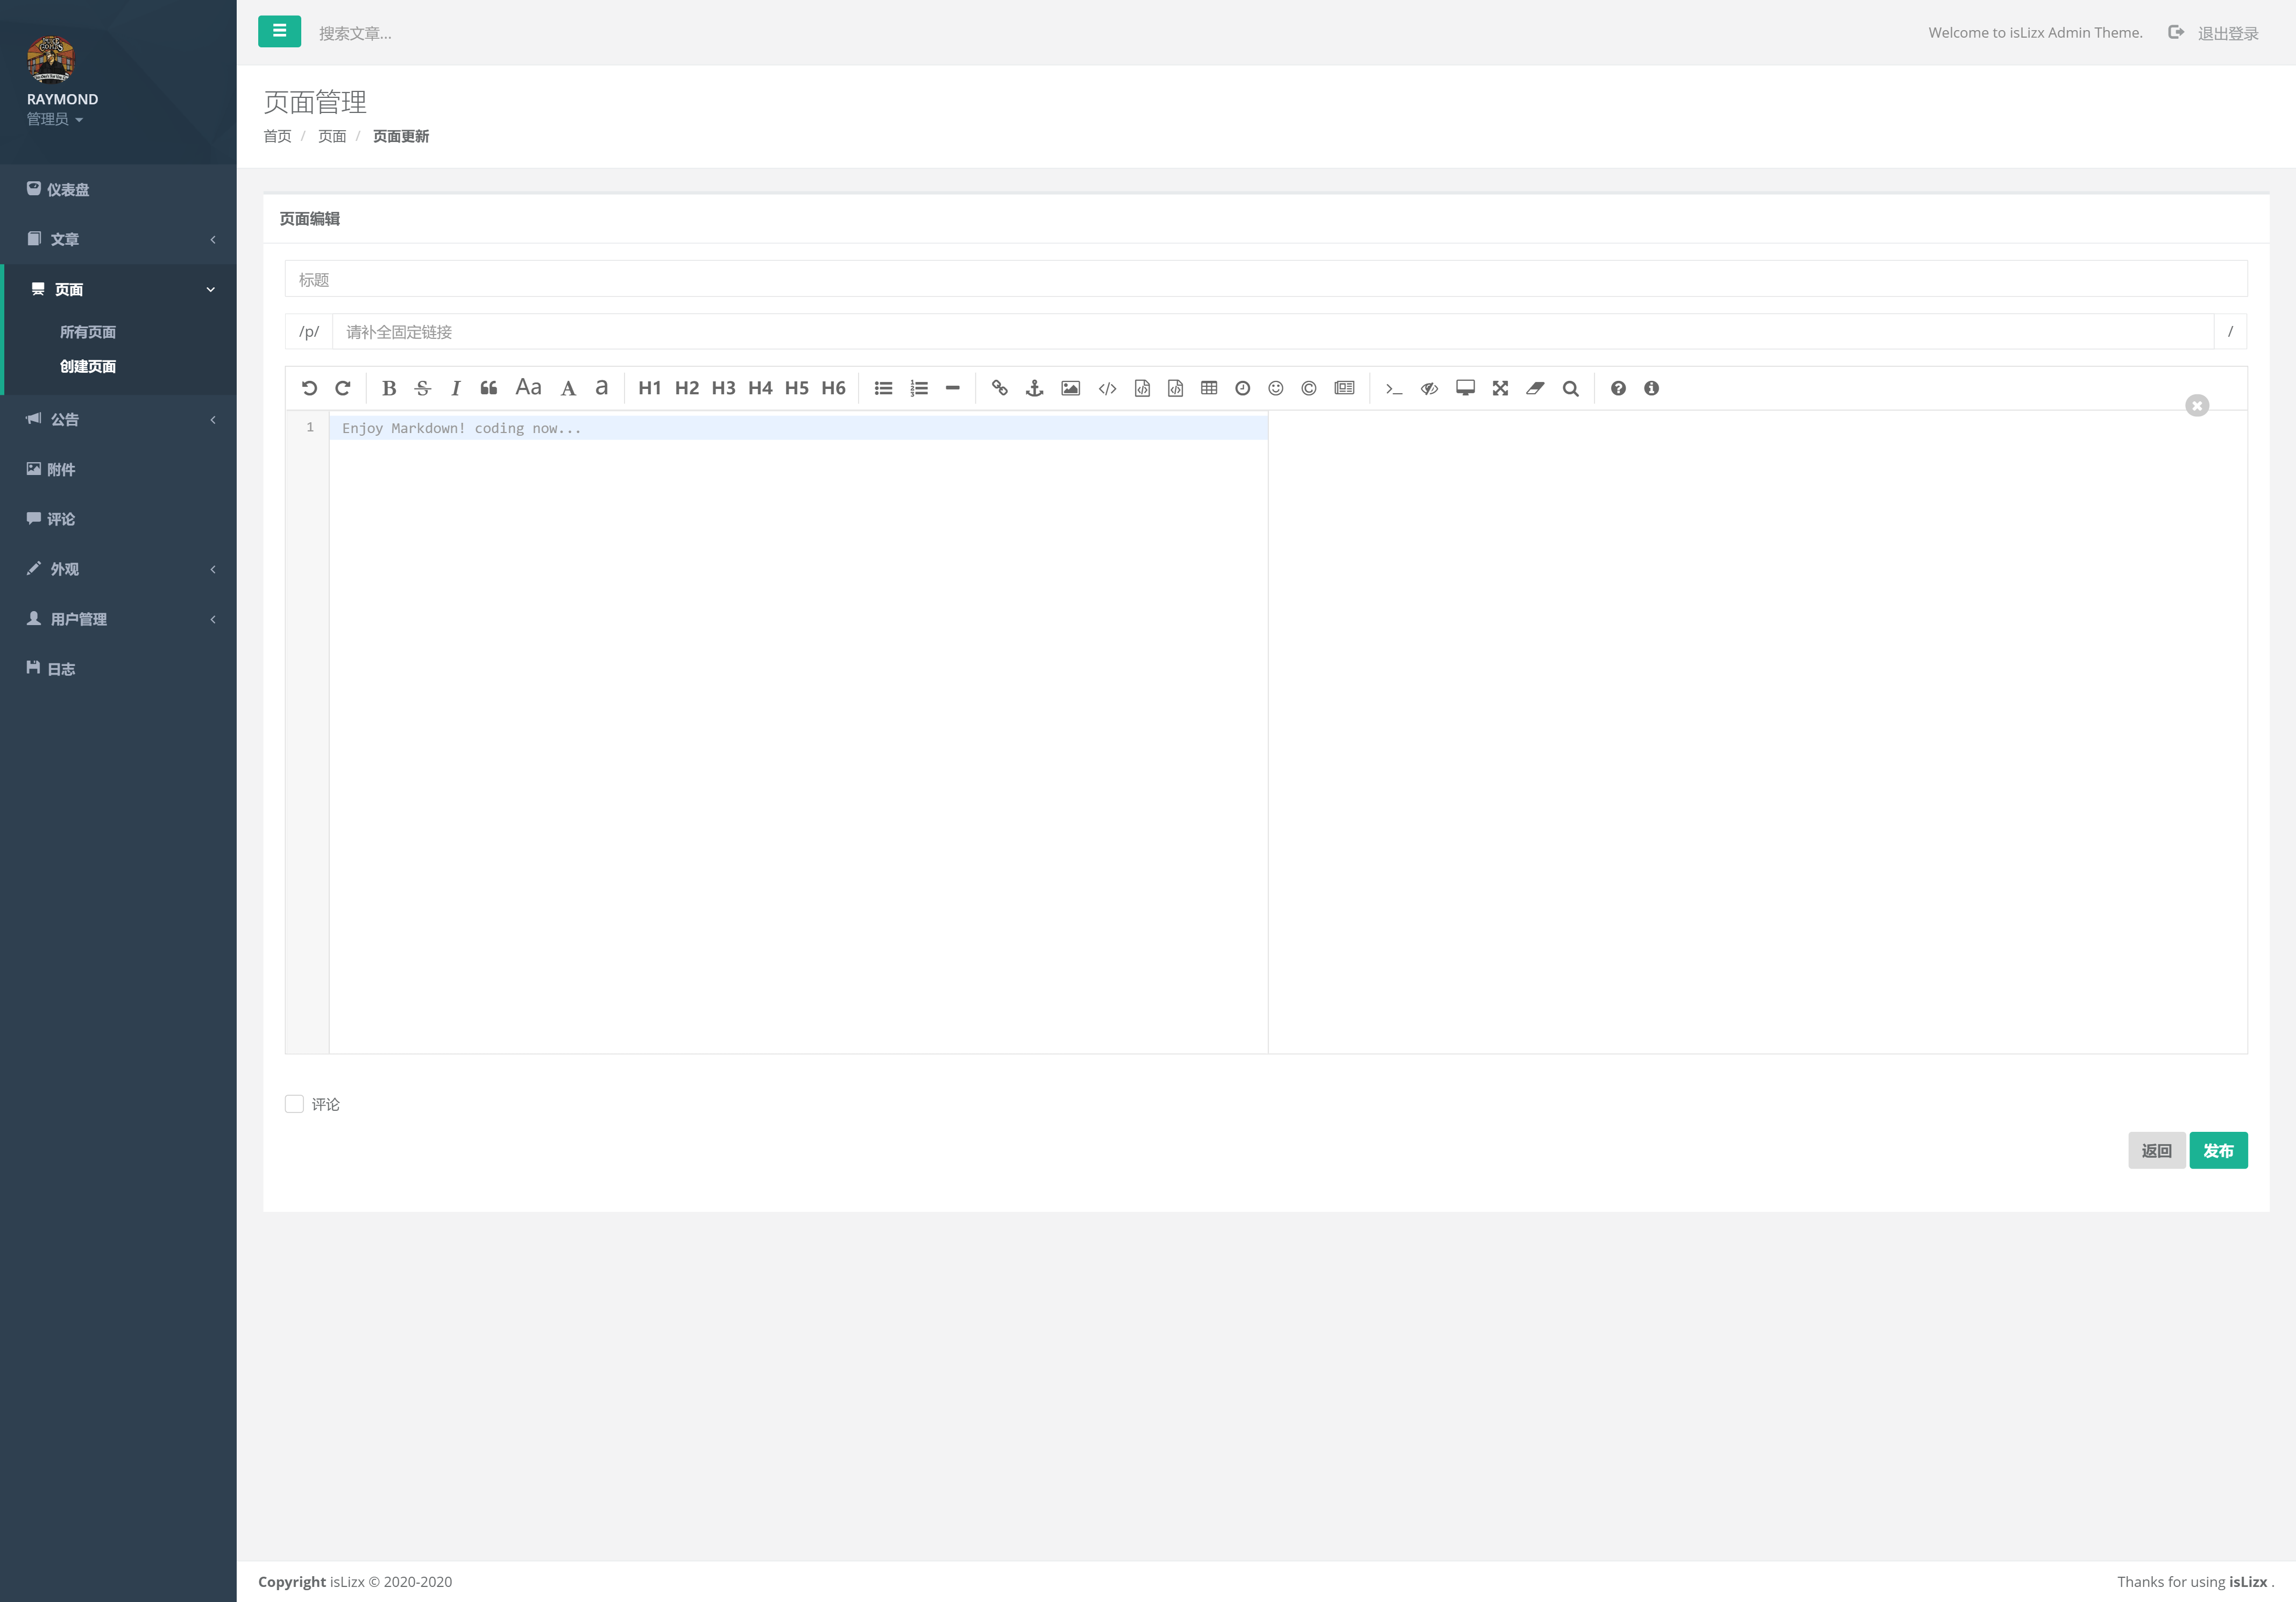 RAYMOND
管理员
仪表盘
文章
页面
所有页面
创建页面
公告
附件
评论
外观
用户管理
日志
搜索文章...
Welcome to isLizx Admin Theme.
退出登录
页面管理
首页 / 页面 / 页面更新
页面编辑
标题
/p/ 请补全固定链接 /
B S I Aa A a H1 H2 H3 H4 H5 H6
1 Enjoy Markdown! coding now...
评论
返回 发布
Copyright isLizx © 2020-2020
Thanks for using isLizx .